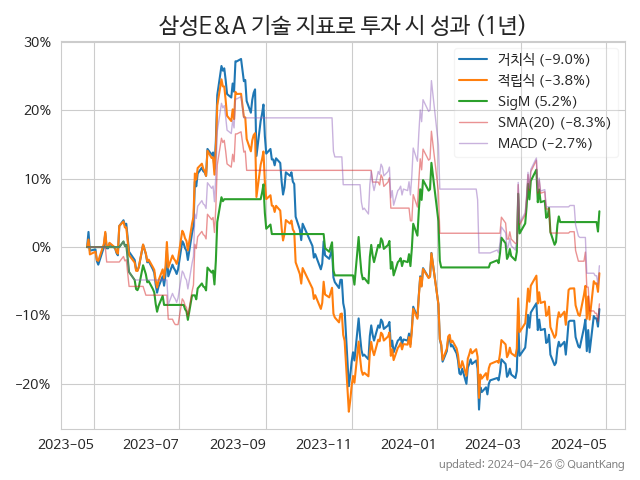 삼성E&A 기술 지표로 투자 시 성과 (1년)
30%
20%
10%
0%
−10%
−20%
거치식 (−9.0%)
적립식 (−3.8%)
SigM (5.2%)
SMA(20) (−8.3%)
MACD (−2.7%)
2023-05 2023-07 2023-09 2023-11 2024-01 2024-03 2024-05
updated: 2024-04-26 © QuantKang